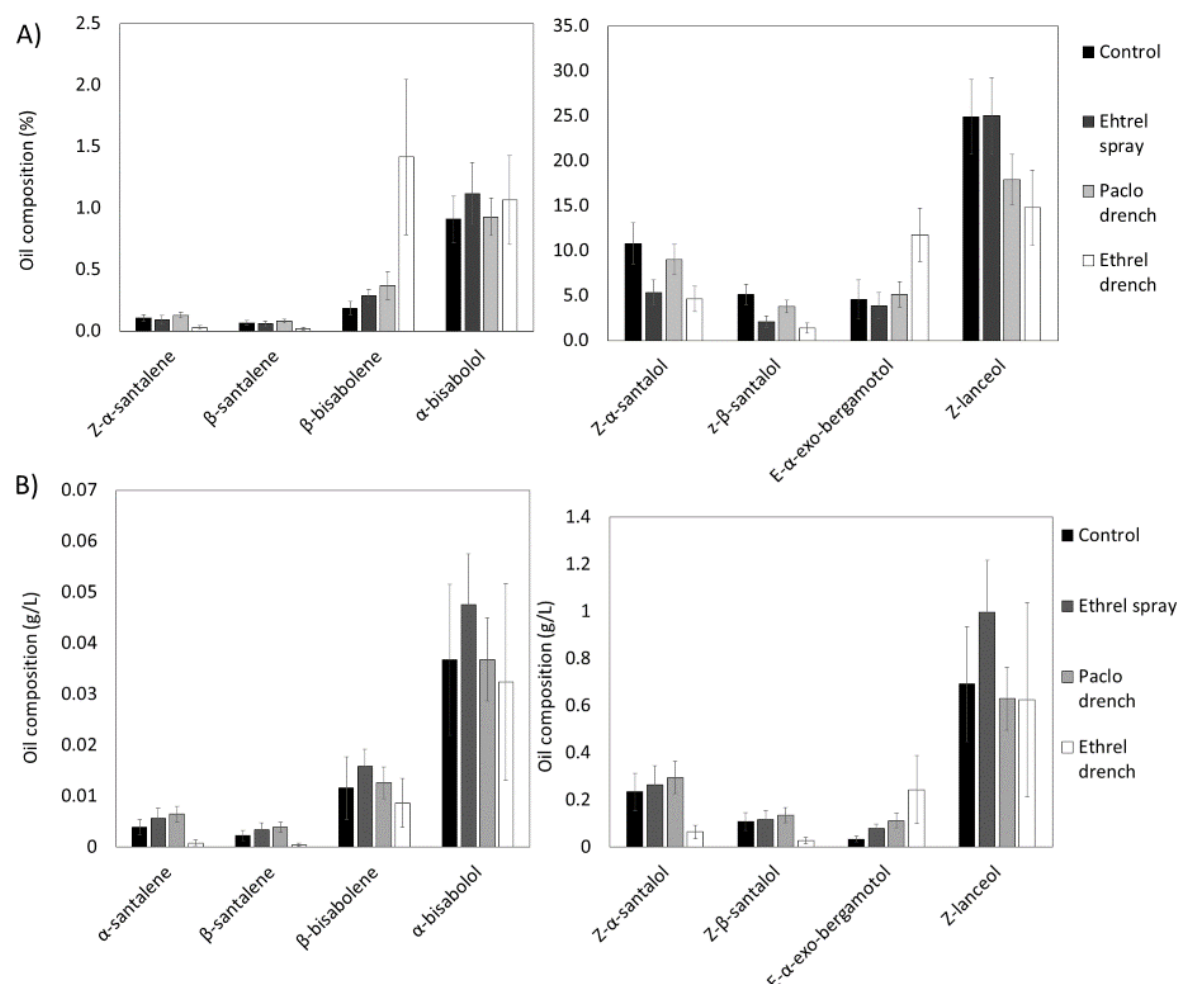 A)
Oil composition (%)
2.5
2.0
1.5
1.0
0.5
0.0
Z-α-santalene
β-santalene
β-bisabolene
α-bisabolol
35.0
30.0
25.0
20.0
15.0
10.0
5.0
0.0
Z-α-santalol
z-β-santalol
E-α-exo-bergamotol
Z-lanceol
Control
Ehtrel
spray
Paclo
drench
Ethrel
drench
B)
Oil composition (g/L)
0.07
0.06
0.05
0.04
0.03
0.02
0.01
0
α-santalene
β-santalene
β-bisabolene
α-bisabolol
Oil composition (g/L)
1.4
1.2
1
0.8
0.6
0.4
0.2
0
Z-α-santalol
Z-β-santalol
E-α-exo-bergamotol
Z-lanceol
Control
Ethrel spray
Paclo
drench
Ethrel
drench